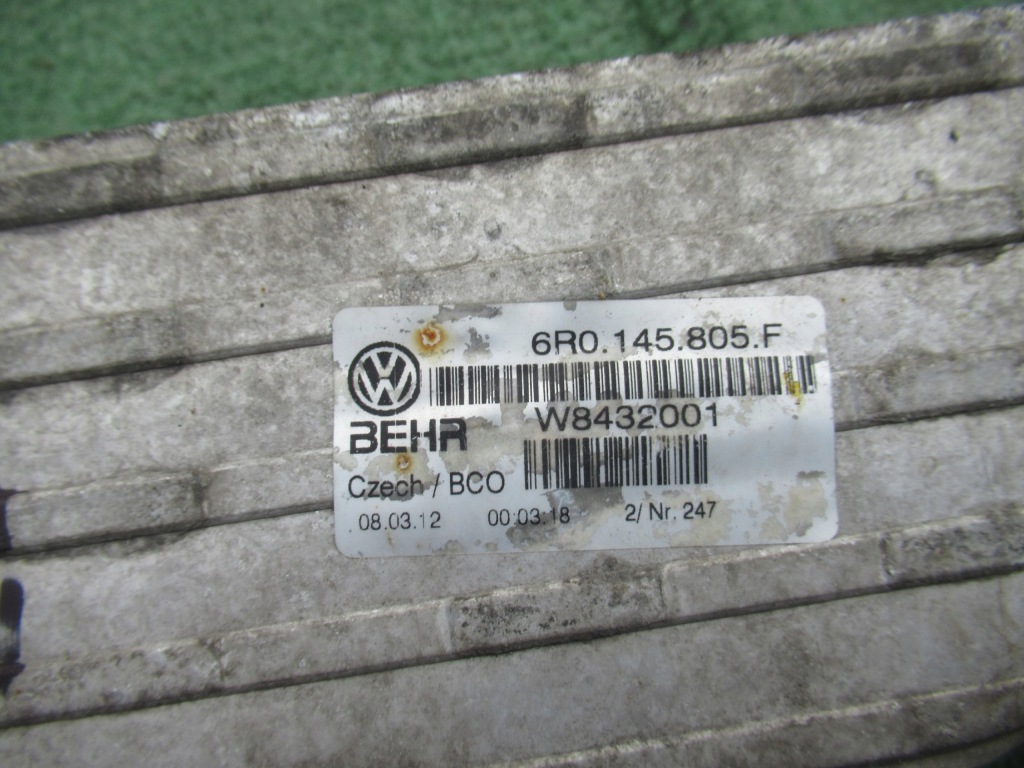 6R0.145.805.F
W8432001
BEHR
Czech / BCO
08.03.12 00:03:18 2/ Nr. 247